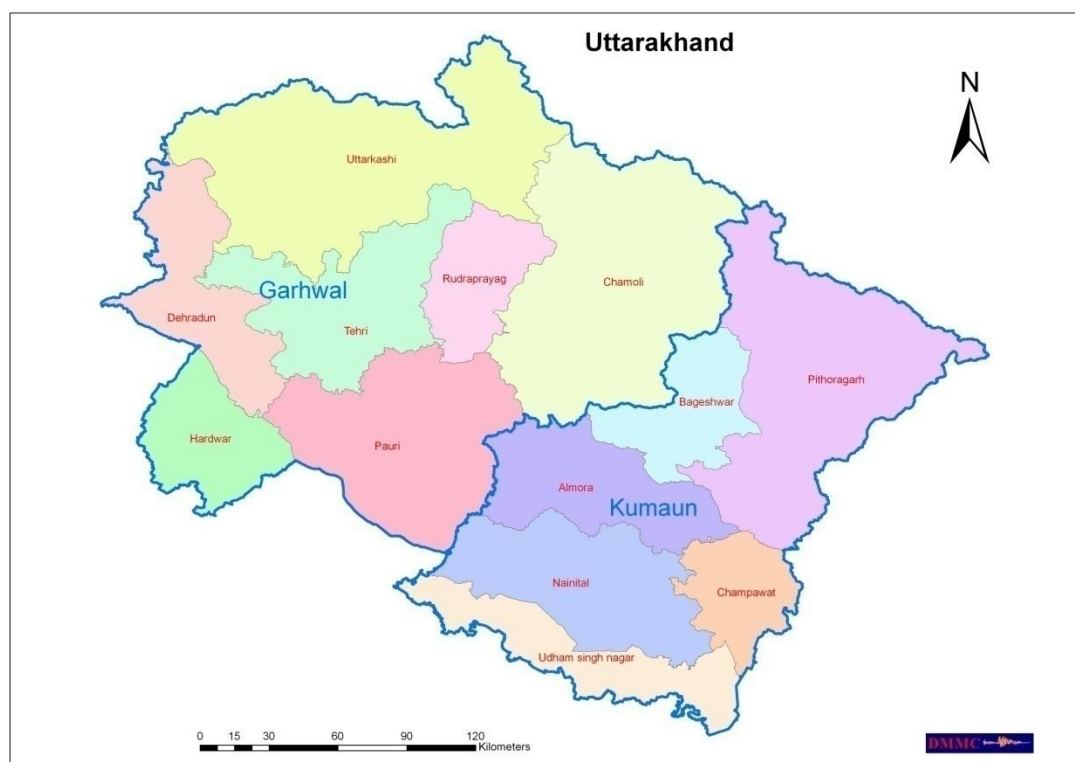 Uttarakhand
N
Uttarkashi
Rudraprayag
Chamoli
Garhwal
Dehradun
Tehri
Pithoragarh
Bageshwar
Hardwar
Pauri
Almora
Kumaun
Nainital
Champawat
Udham singh nagar
0 15 30 60 90 120
Kilometers
DMMC